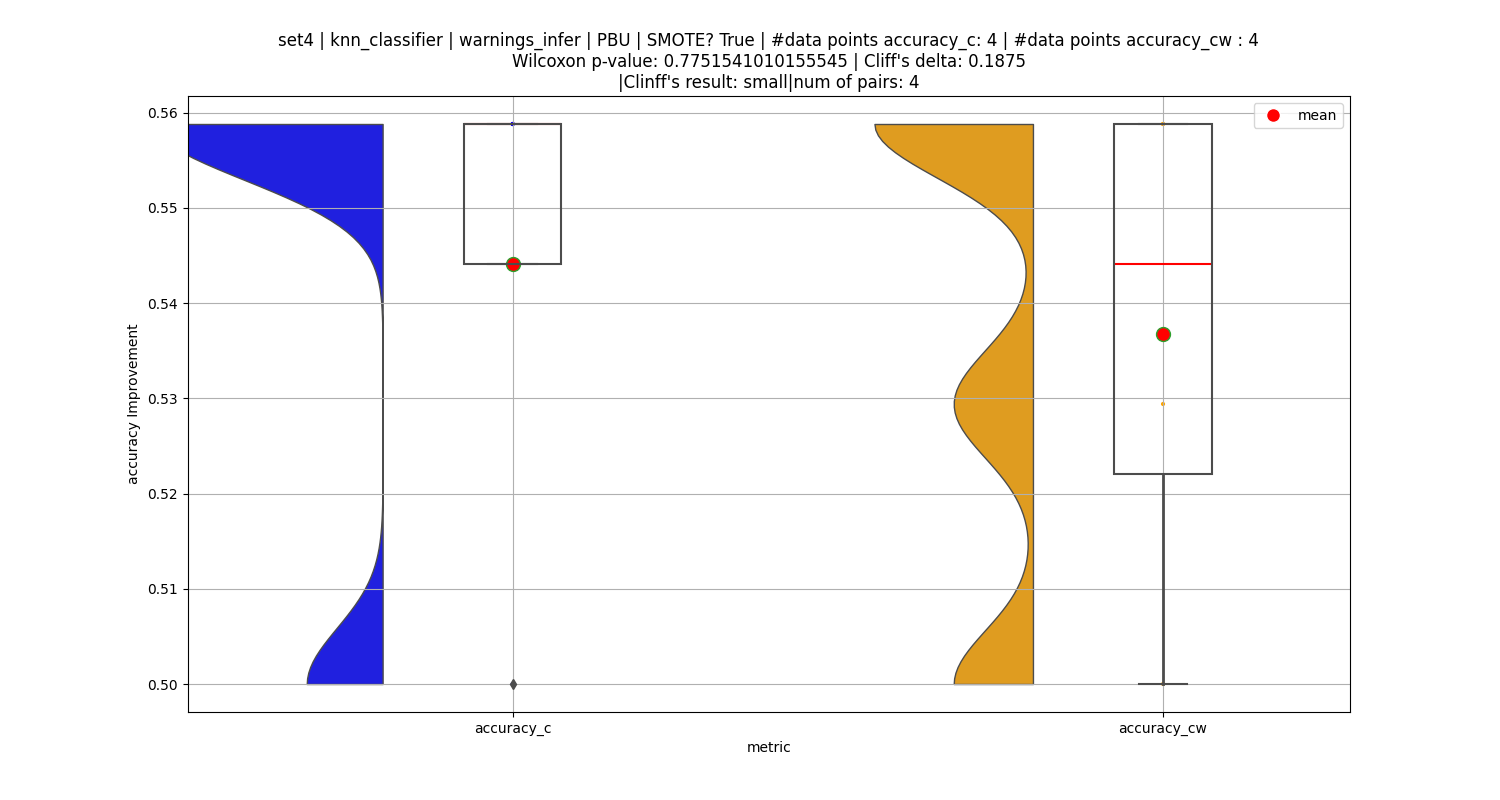 set4 | knn_classifier | warnings_infer | PBU | SMOTE? True | #data points accuracy_c: 4 | #data points accuracy_cw : 4
Wilcoxon p-value: 0.7751541010155545 | Cliff's delta: 0.1875
|Clinff's result: small|num of pairs: 4
mean
0.56
0.55
0.54
0.53
0.52
0.51
0.50
accuracy Improvement
accuracy_c
accuracy_cw
metric